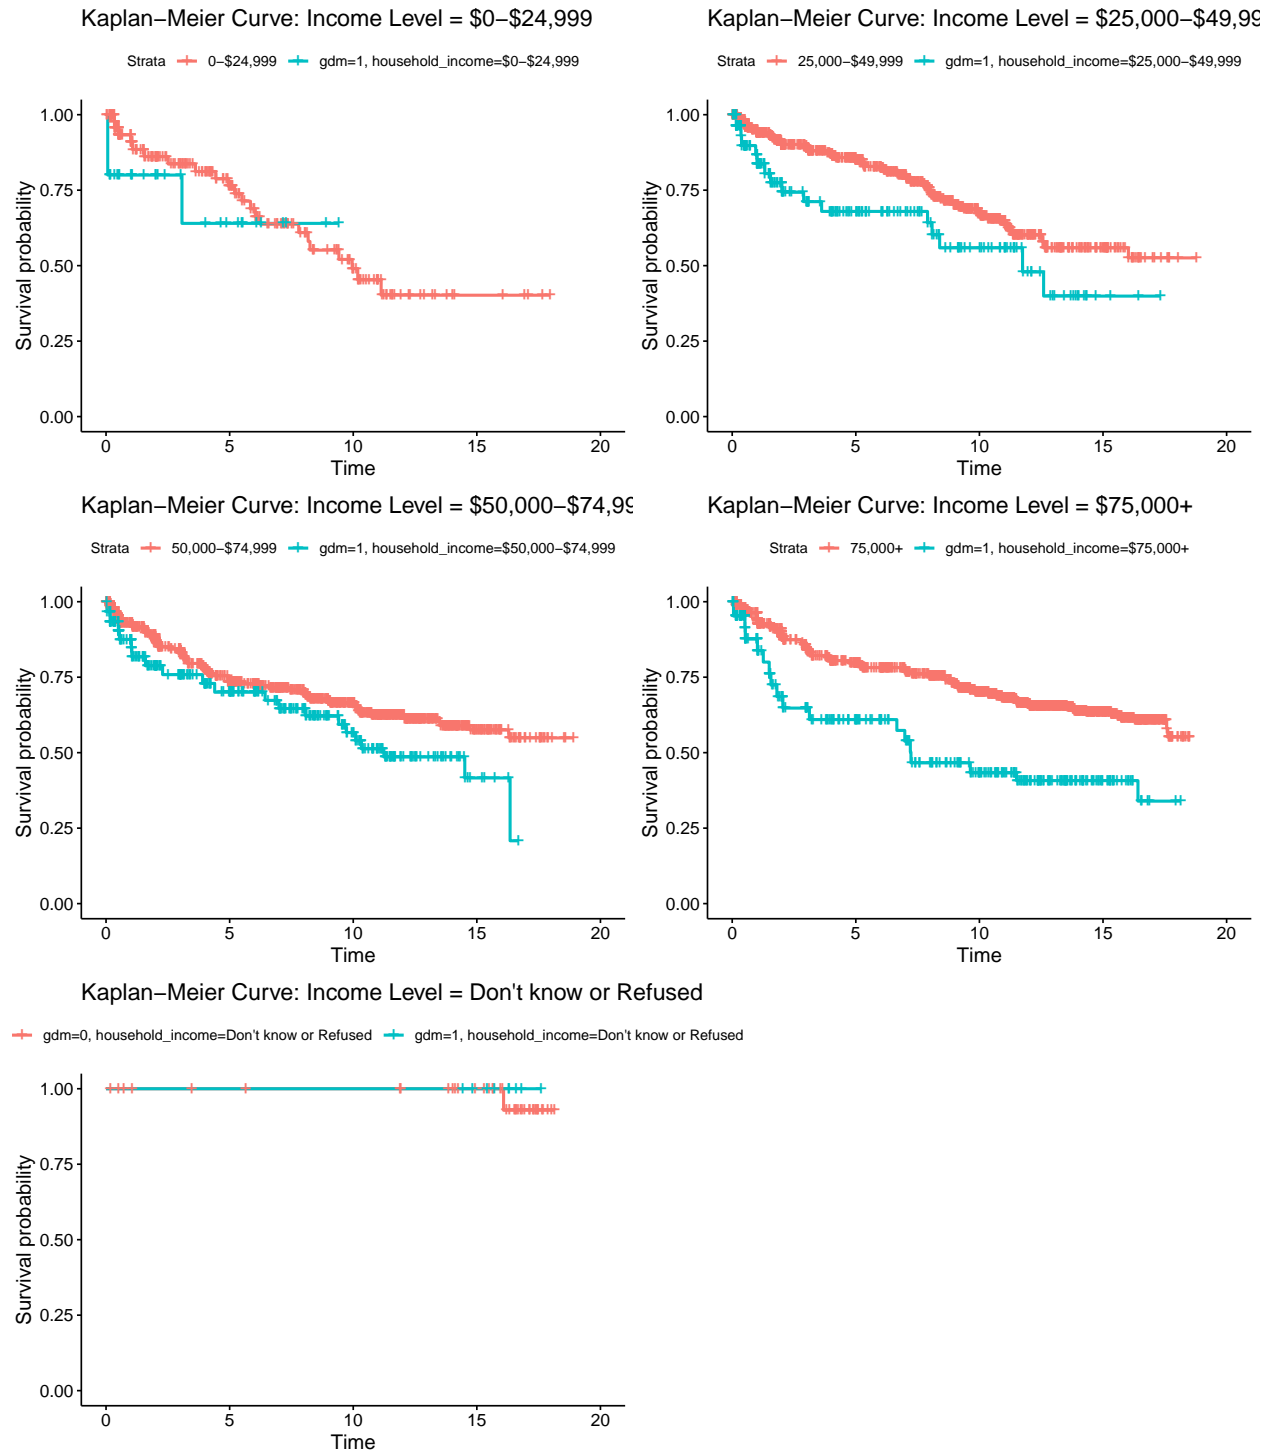 Kaplan−Meier Curve: Income Level = $0−$24,999
Strata 0−$24,999 gdm=1, household_income=$0−$24,999
Survival probability
1.00
0.75
0.50
0.25
0.00
0 5 10 15 20
Time
Kaplan−Meier Curve: Income Level = $25,000−$49,99
Strata 25,000−$49,999 gdm=1, household_income=$25,000−$49,999
Survival probability
1.00
0.75
0.50
0.25
0.00
0 5 10 15 20
Time
Kaplan−Meier Curve: Income Level = $50,000−$74,99
Strata 50,000−$74,999 gdm=1, household_income=$50,000−$74,999
Survival probability
1.00
0.75
0.50
0.25
0.00
0 5 10 15 20
Time
Kaplan−Meier Curve: Income Level = $75,000+
Strata 75,000+ gdm=1, household_income=$75,000+
Survival probability
1.00
0.75
0.50
0.25
0.00
0 5 10 15 20
Time
Kaplan−Meier Curve: Income Level = Don't know or Refused
gdm=0, household_income=Don't know or Refused gdm=1, household_income=Don't know or Refused
Survival probability
1.00
0.75
0.50
0.25
0.00
0 5 10 15 20
Time